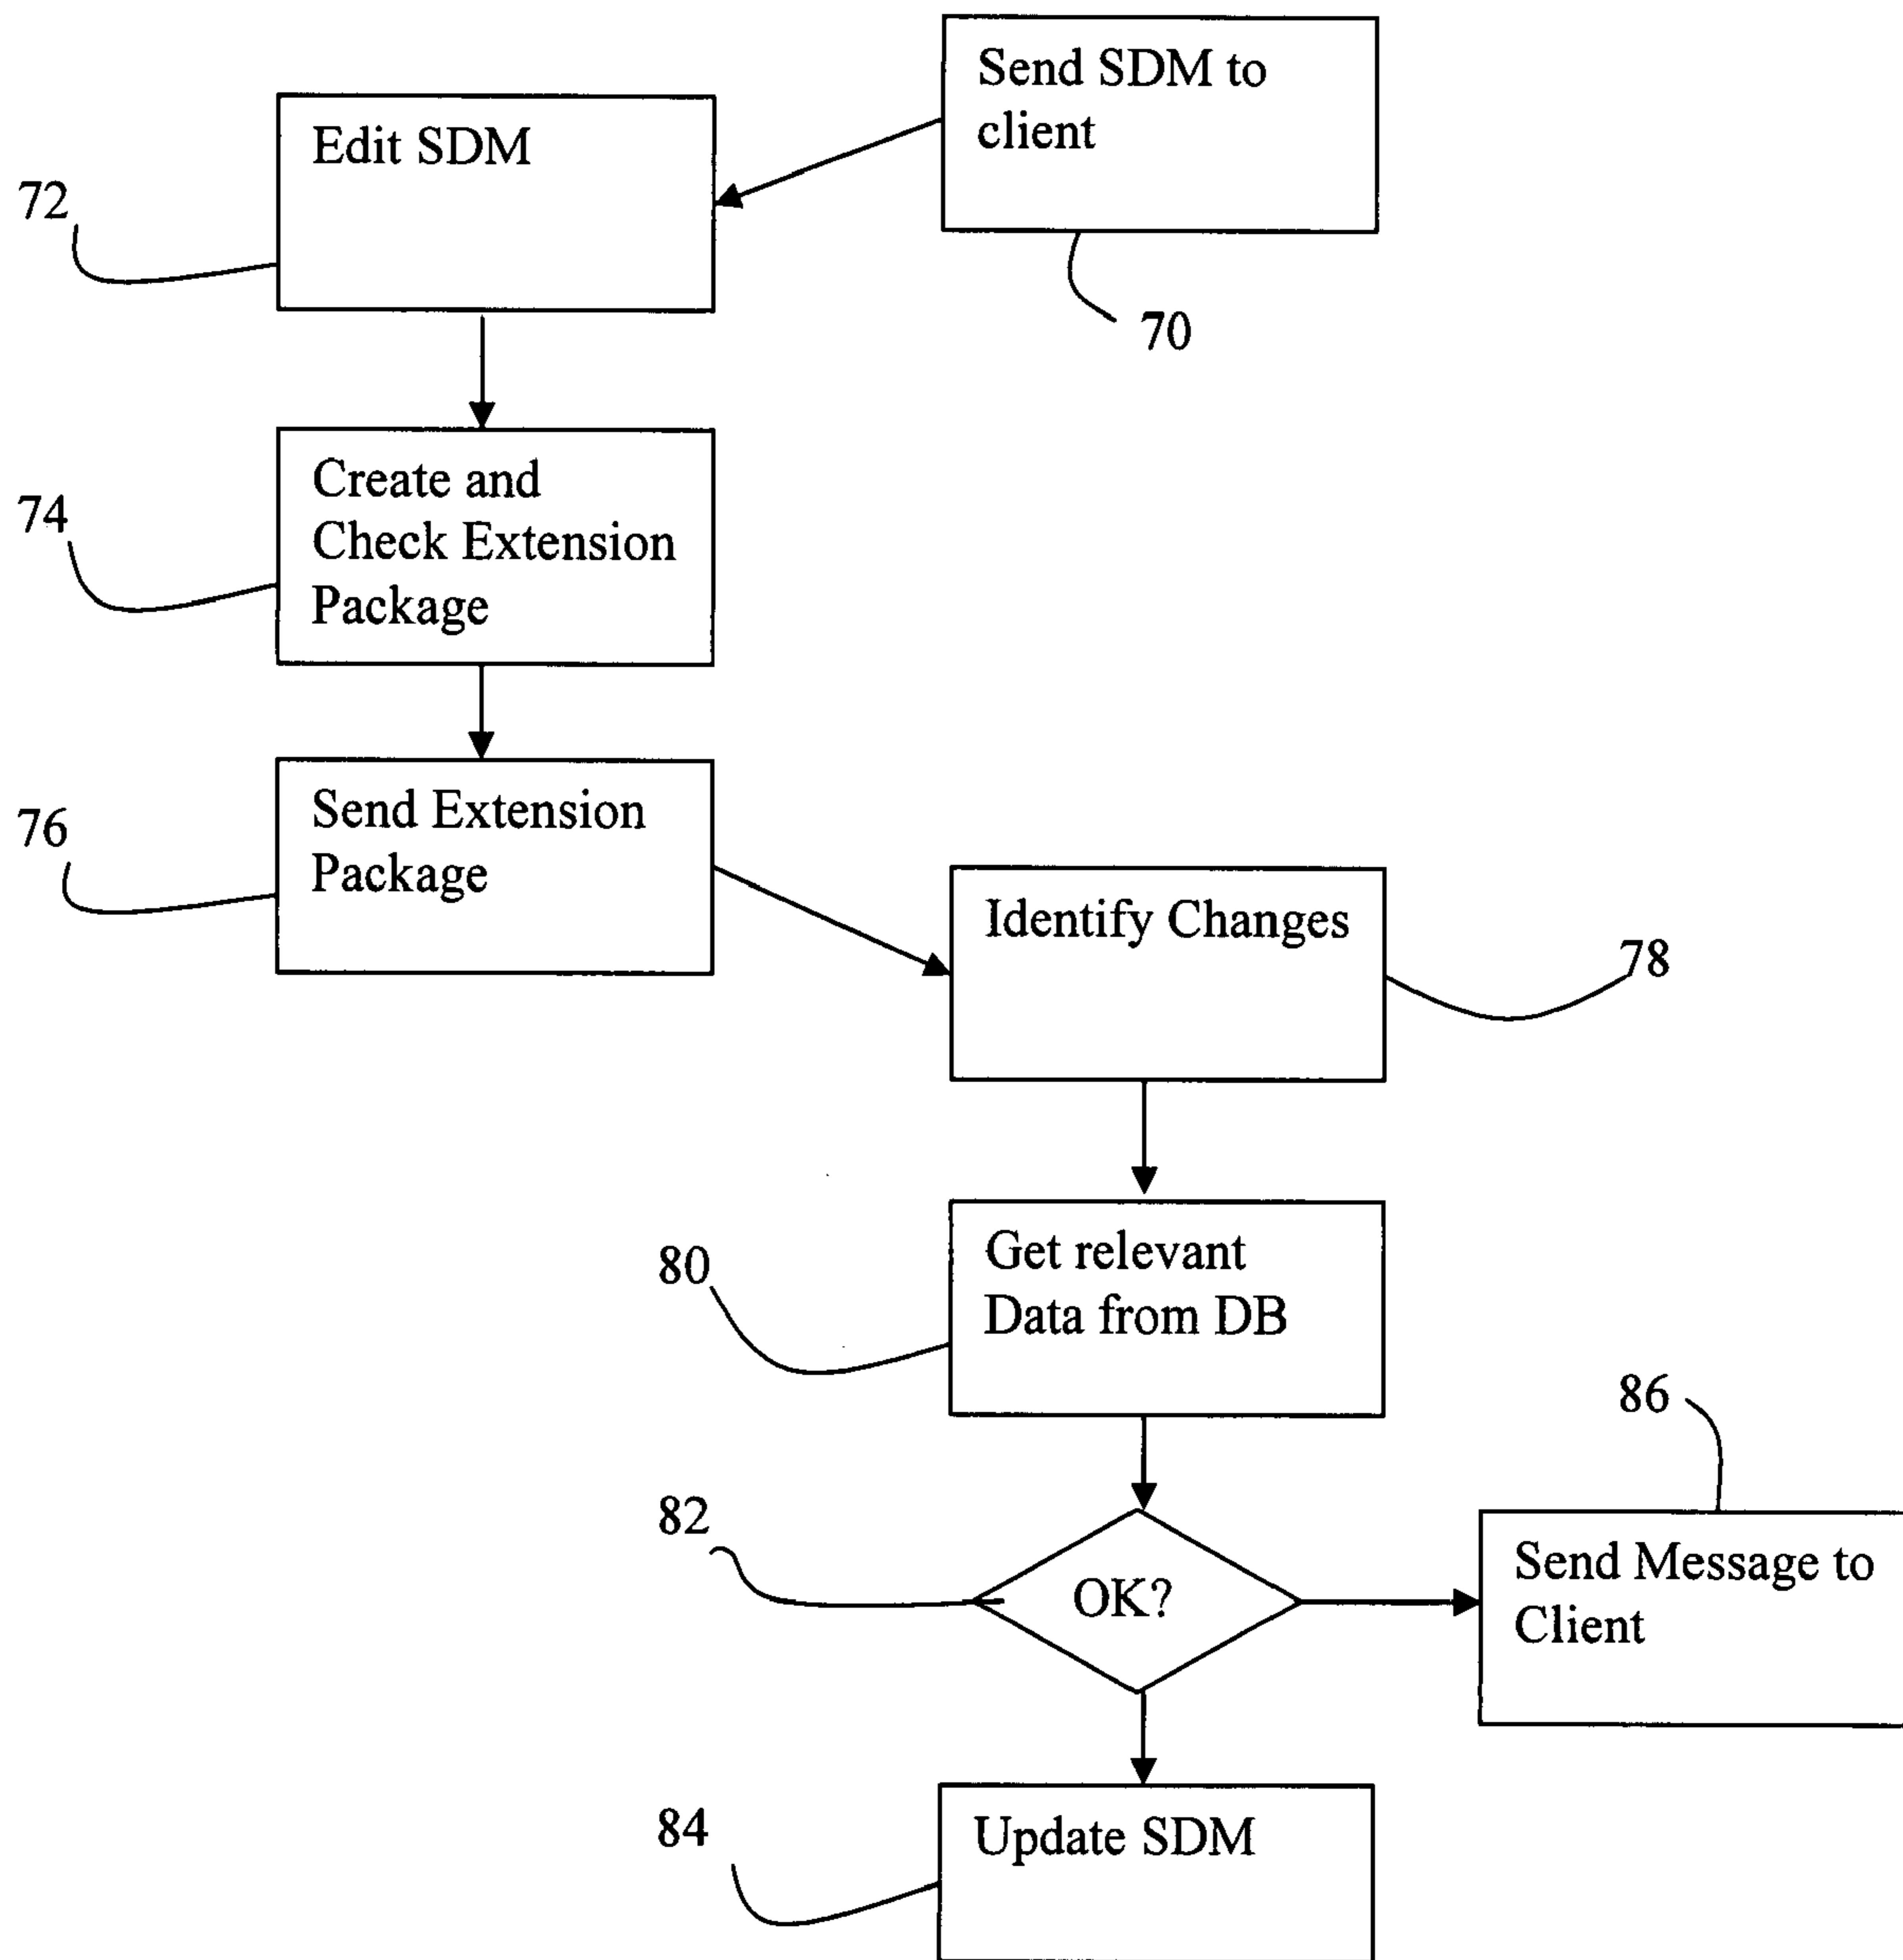 Send SDM to
client
70
Edit SDM
72
Create and
Check Extension
Package
74
Send Extension
Package
76
Identify Changes
78
Get relevant
Data from DB
80
OK?
82
Send Message to
Client
86
Update SDM
84